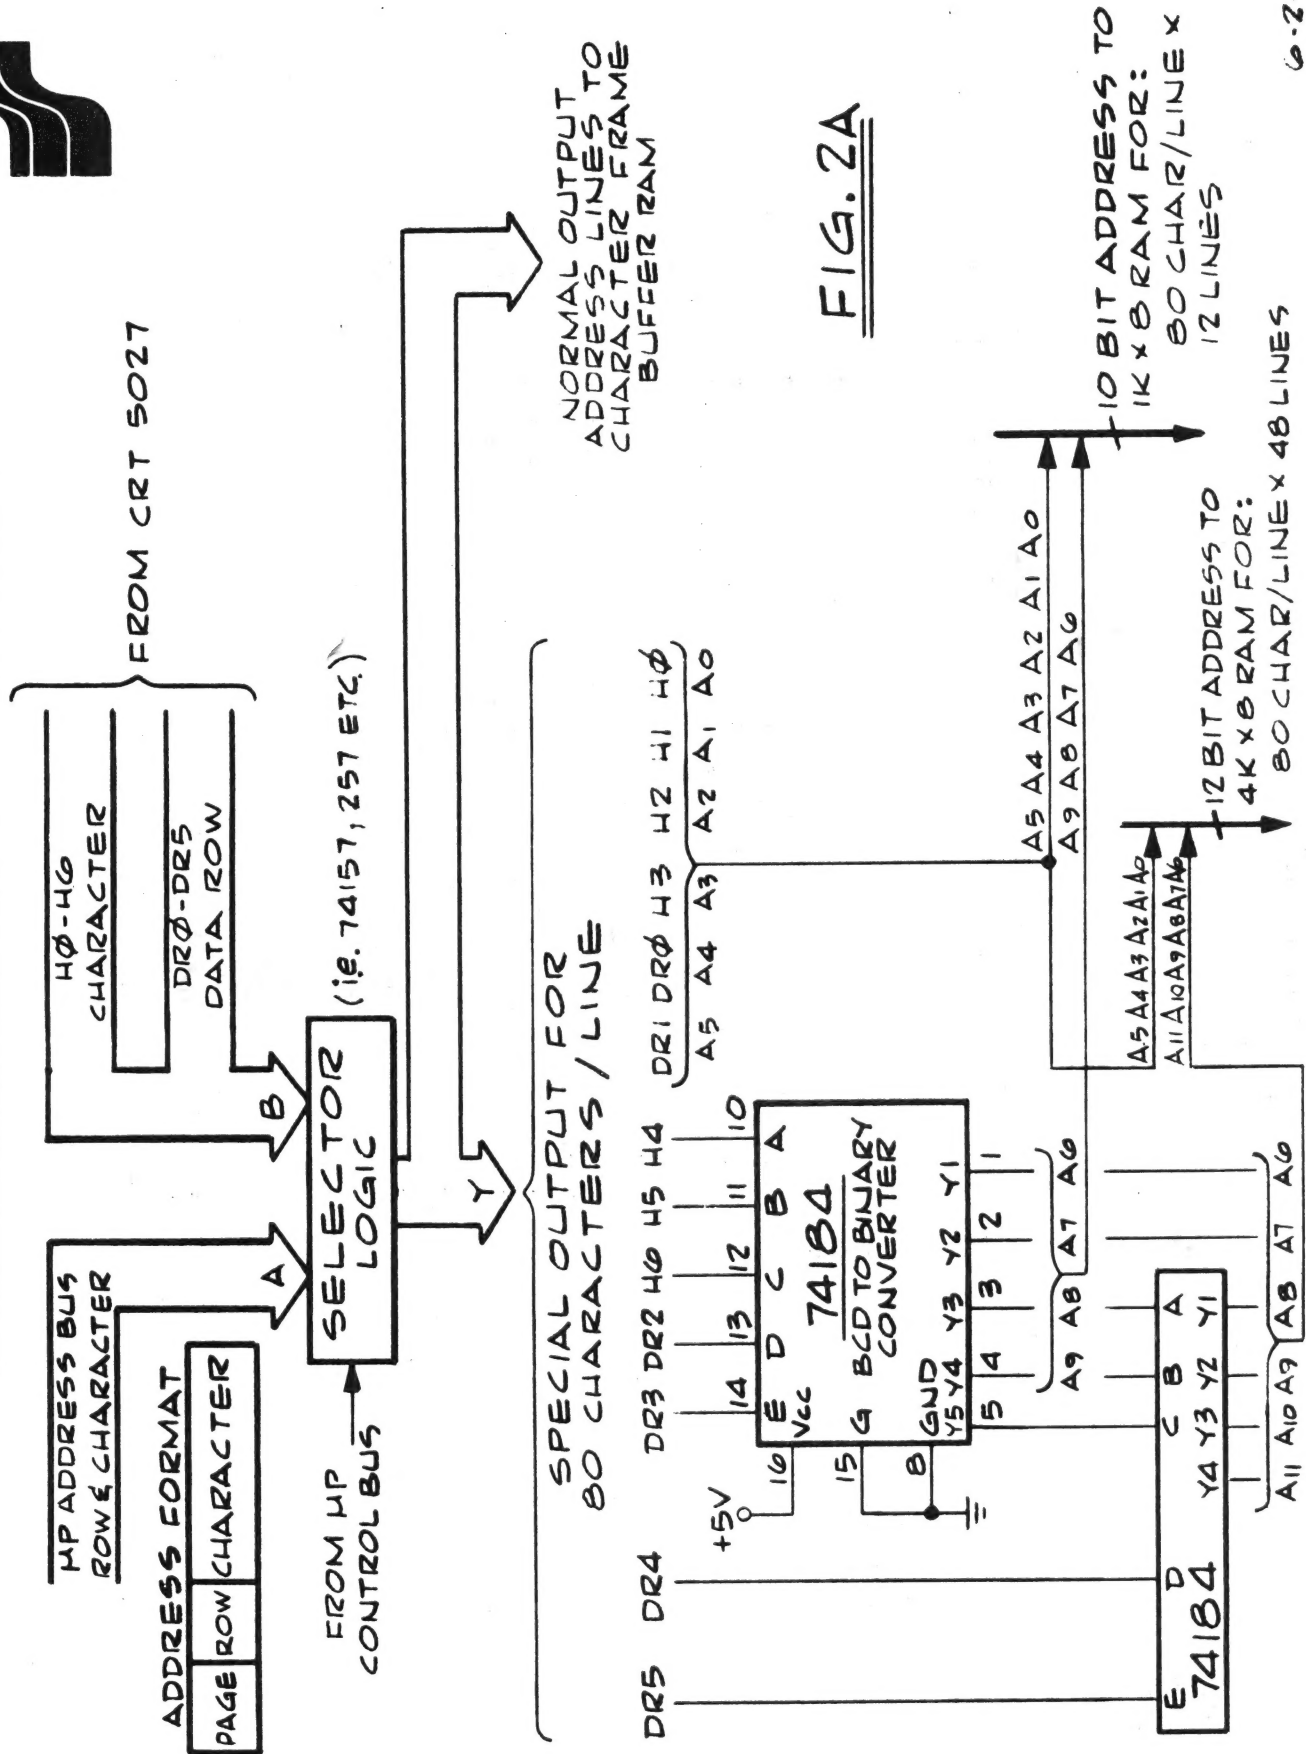 µP ADDRESS BUS
ROW & CHARACTER
ADDRESS FORMAT
PAGE ROW CHARACTER
FROM µP
CONTROL BUS
A
B
HØ-H6
CHARACTER
DRØ-DR5
DATA ROW
FROM CRT 5027
SELECTOR
LOGIC
(ie. 74157, 257 ETC.)
Y
NORMAL OUTPUT
ADDRESS LINES TO
CHARACTER FRAME
BUFFER RAM
SPECIAL OUTPUT FOR
80 CHARACTERS / LINE
DR5 DR4 DR3 DR2 H6 H5 H4 DR1 DRØ H3 H2 H1 HØ
A5 A4 A3 A2 A1 A0
+5V
14 13 12 11 10
E D C B A
16 VCC
15 G
8 GND
74184
BCD TO BINARY
CONVERTER
Y5 Y4 Y3 Y2 Y1
5 4 3 2 1
A9 A8 A7 A6
E D C B A
74184
Y4 Y3 Y2 Y1
A11 A10 A9 A8 A7 A6
A5 A4 A3 A2 A1 A0
A9 A8 A7 A6
A5 A4 A3 A2 A1 A0
A11 A10 A9 A8 A7 A6
FIG. 2A
10 BIT ADDRESS TO
1K x 8 RAM FOR:
80 CHAR/LINE x
12 LINES
12 BIT ADDRESS TO
4K x 8 RAM FOR:
80 CHAR/LINE x 48 LINES
6-2